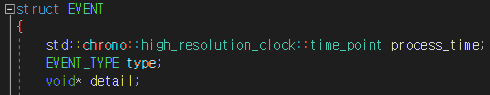 struct EVENT
{
std::chrono::high_resolution_clock::time_point process_time;
EVENT_TYPE type;
void* detail;